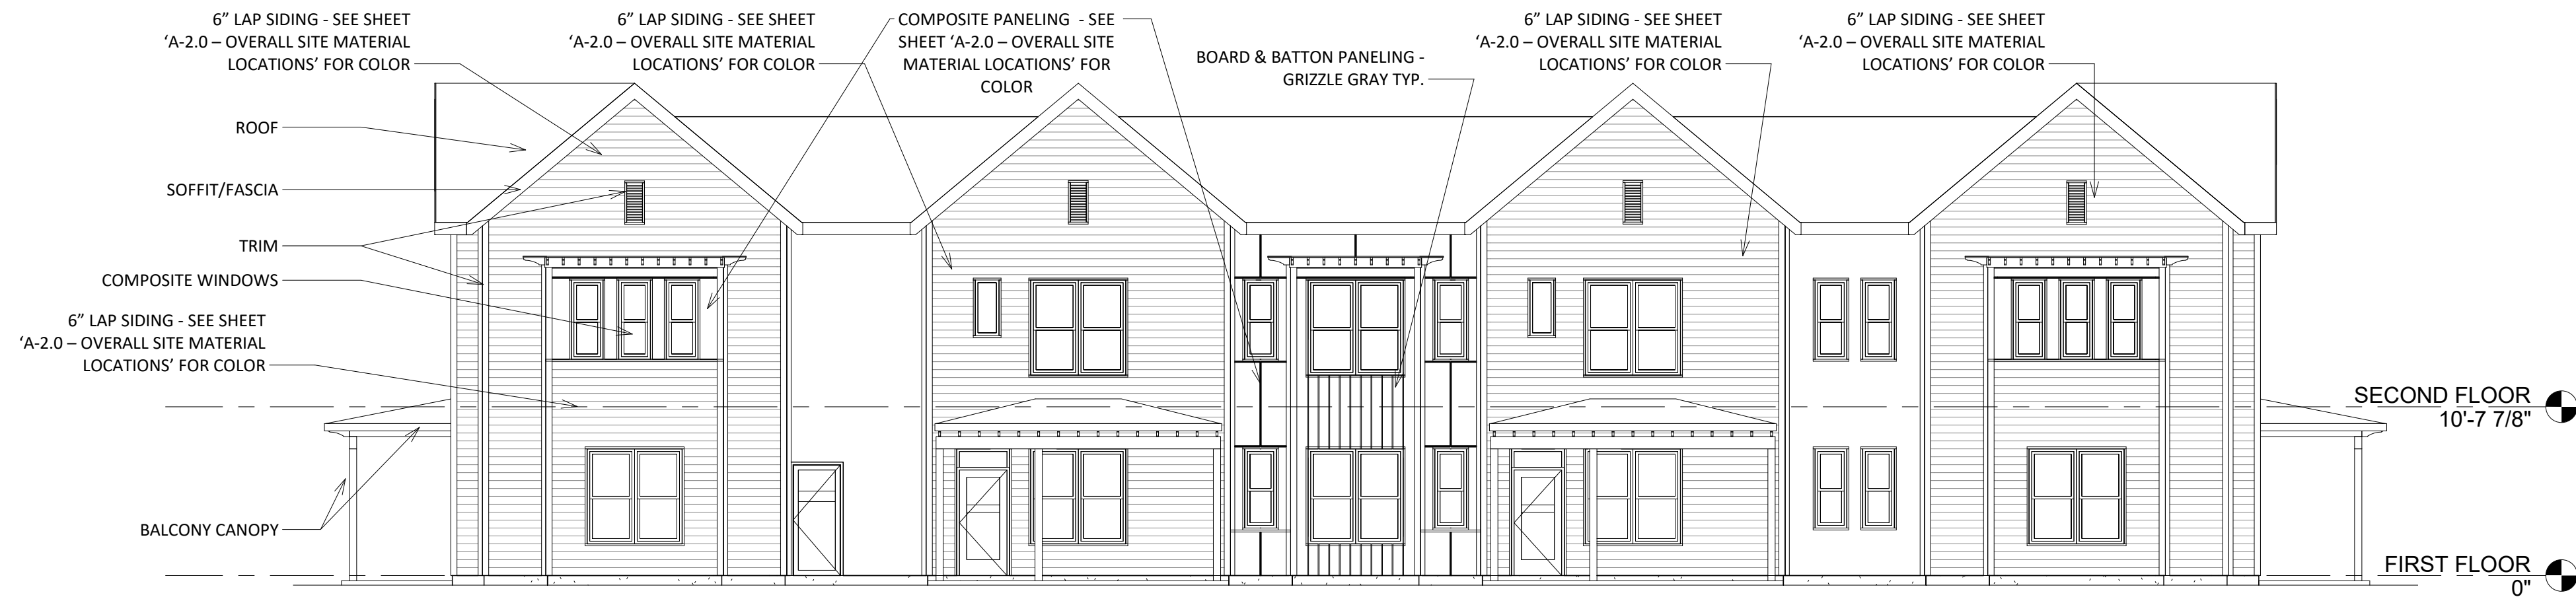 6” LAP SIDING - SEE SHEET
‘A-2.0 – OVERALL SITE MATERIAL
LOCATIONS’ FOR COLOR
6” LAP SIDING - SEE SHEET
‘A-2.0 – OVERALL SITE MATERIAL
LOCATIONS’ FOR COLOR
COMPOSITE PANELING - SEE
SHEET ‘A-2.0 – OVERALL SITE
MATERIAL LOCATIONS’ FOR
COLOR
BOARD & BATTON PANELING -
GRIZZLE GRAY TYP.
6” LAP SIDING - SEE SHEET
‘A-2.0 – OVERALL SITE MATERIAL
LOCATIONS’ FOR COLOR
6” LAP SIDING - SEE SHEET
‘A-2.0 – OVERALL SITE MATERIAL
LOCATIONS’ FOR COLOR
ROOF
SOFFIT/FASCIA
TRIM
COMPOSITE WINDOWS
6” LAP SIDING - SEE SHEET
‘A-2.0 – OVERALL SITE MATERIAL
LOCATIONS’ FOR COLOR
BALCONY CANOPY
SECOND FLOOR
10'-7 7/8"
FIRST FLOOR
0"